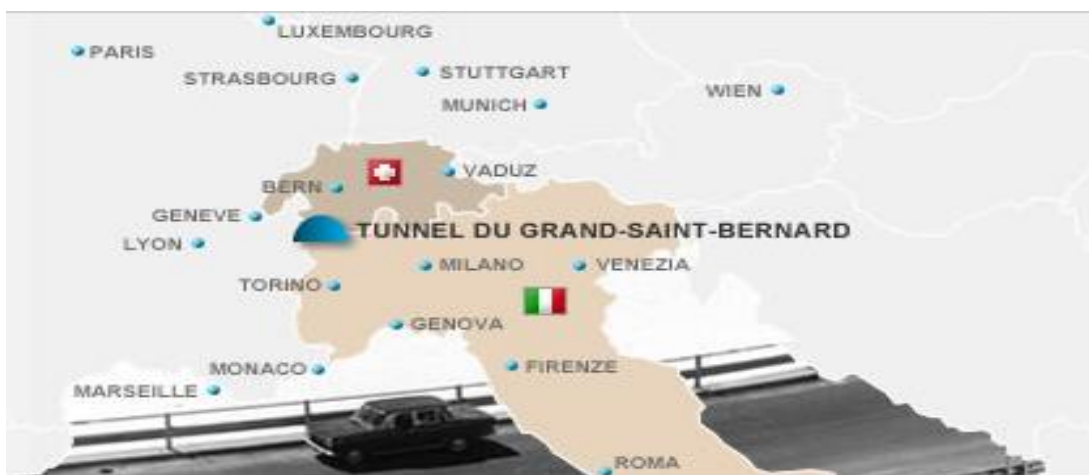 LUXEMBOURG
PARIS
STRASBOURG
STUTTGART
MUNICH
WIEN
VADUZ
BERN
GENEVE
TUNNEL DU GRAND-SAINT-BERNARD
LYON
MILANO
VENEZIA
TORINO
GENOVA
MONACO
FIRENZE
MARSEILLE
ROMA